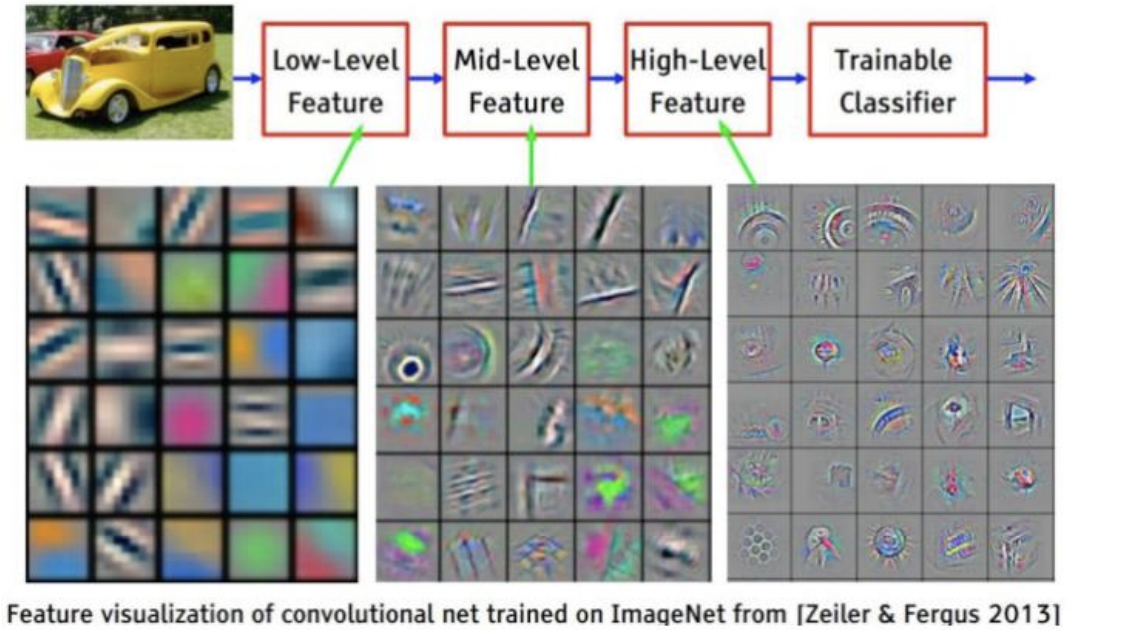 Low-Level
Feature
Mid-Level
Feature
High-Level
Feature
Trainable
Classifier
Feature visualization of convolutional net trained on ImageNet from [Zeiler & Fergus 2013]